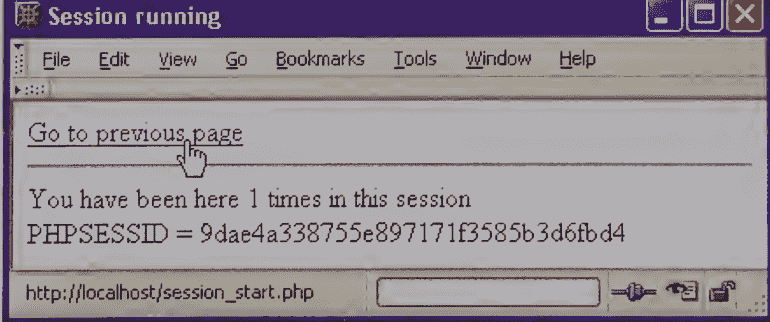 Session running
File Edit View Go Bookmarks Tools Window Help
Go to previous page
You have been here 1 times in this session
PHPSESSID = 9dae4a338755e897171f3585b3d6fbd4
http://localhost/session_start.php